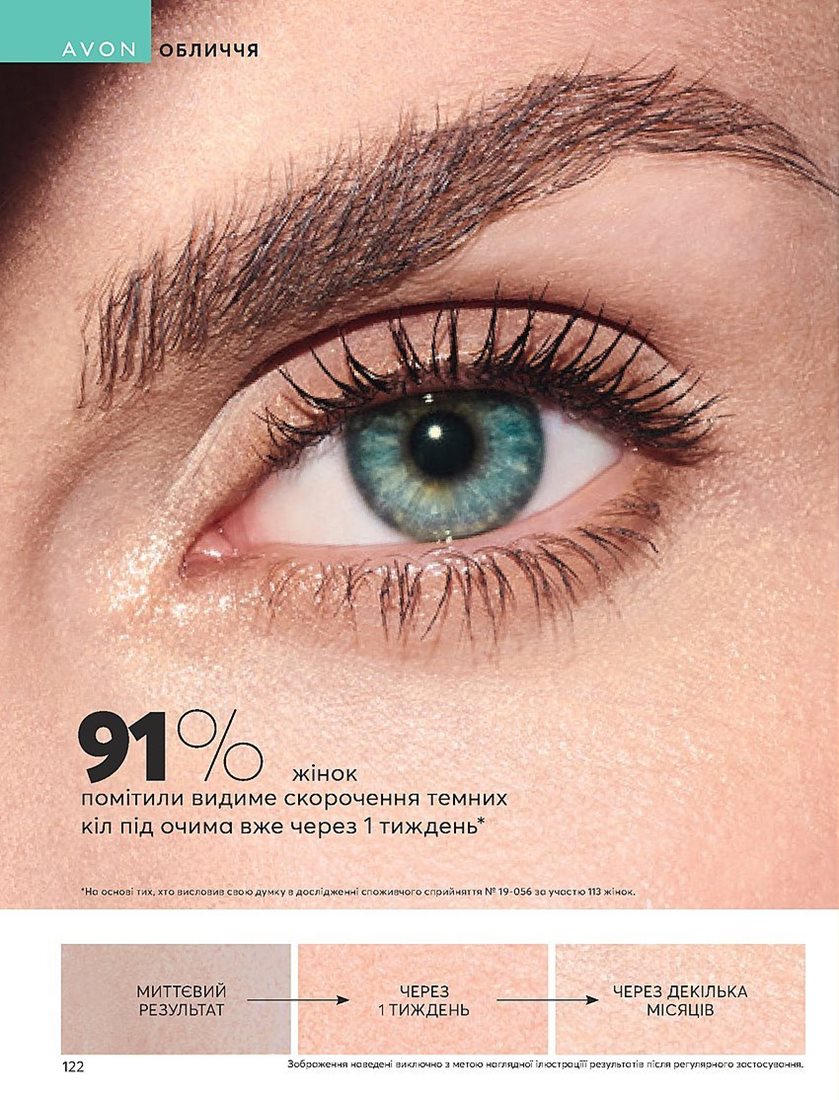 AVON ОБЛИЧЧЯ
91% жінок
помітили видиме скорочення темних
кіл під очима вже через 1 тиждень*
*На основі тих, хто висловив свою думку в дослідженні споживчого сприйняття № 19-056 за участю 113 жінок.
МИТТЄВИЙ
РЕЗУЛЬТАТ
ЧЕРЕЗ
1 ТИЖДЕНЬ
ЧЕРЕЗ ДЕКІЛЬКА
МІСЯЦІВ
122
Зображення наведені виключно з метою наглядної ілюстрації результатів після регулярного застосування.